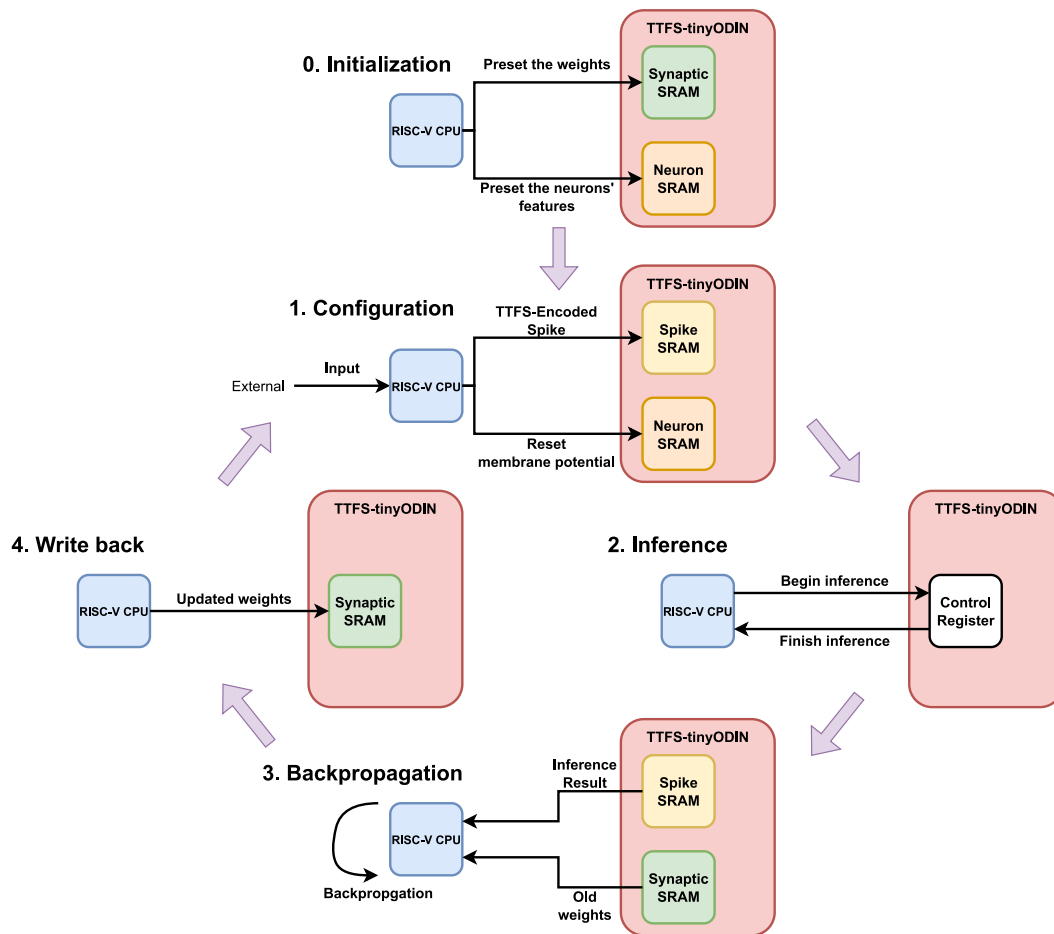 TTFS-tinyODIN
0. Initialization
Preset the weights
Synaptic
SRAM
RISC-V CPU
Neuron
SRAM
Preset the neurons'
features
TTFS-tinyODIN
1. Configuration
TTFS-Encoded
Spike
Spike
SRAM
Input
External
RISC-V CPU
Neuron
SRAM
Reset
membrane potential
TTFS-tinyODIN
4. Write back
Updated weights
RISC-V CPU
Synaptic
SRAM
TTFS-tinyODIN
2. Inference
Begin inference
RISC-V CPU
Control
Register
Finish inference
TTFS-tinyODIN
3. Backpropagation
Inference
Result
Spike
SRAM
RISC-V CPU
Backpropgation
Old
weights
Synaptic
SRAM